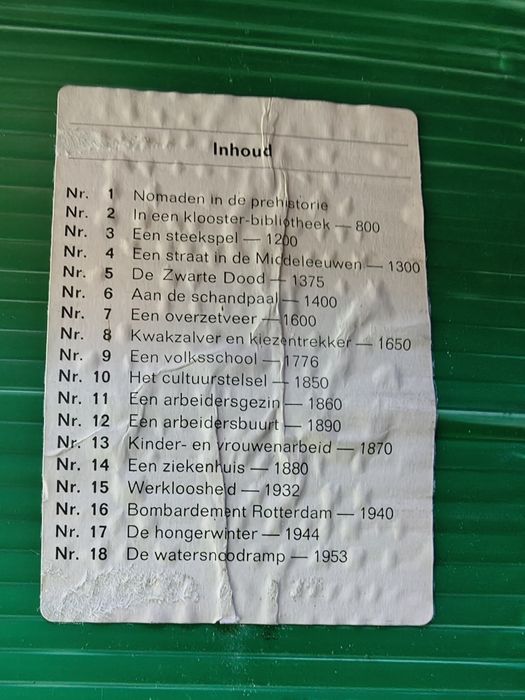 Inhoud
Nr. 1 Nomaden in de prehistorie
Nr. 2 In een klooster-bibliotheek — 800
Nr. 3 Een steekspel — 1200
Nr. 4 Een straat in de Middeleeuwen — 1300
Nr. 5 De Zwarte Dood — 1375
Nr. 6 Aan de schandpaal — 1400
Nr. 7 Een overzetveer — 1600
Nr. 8 Kwakzalver en kiezentrekker — 1650
Nr. 9 Een volksschool — 1776
Nr. 10 Het cultuurstelsel — 1850
Nr. 11 Een arbeidersgezin — 1860
Nr. 12 Een arbeidersbuurt — 1890
Nr. 13 Kinder- en vrouwenarbeid — 1870
Nr. 14 Een ziekenhuis — 1880
Nr. 15 Werkloosheid — 1932
Nr. 16 Bombardement Rotterdam — 1940
Nr. 17 De hongerwinter — 1944
Nr. 18 De watersnoodramp — 1953